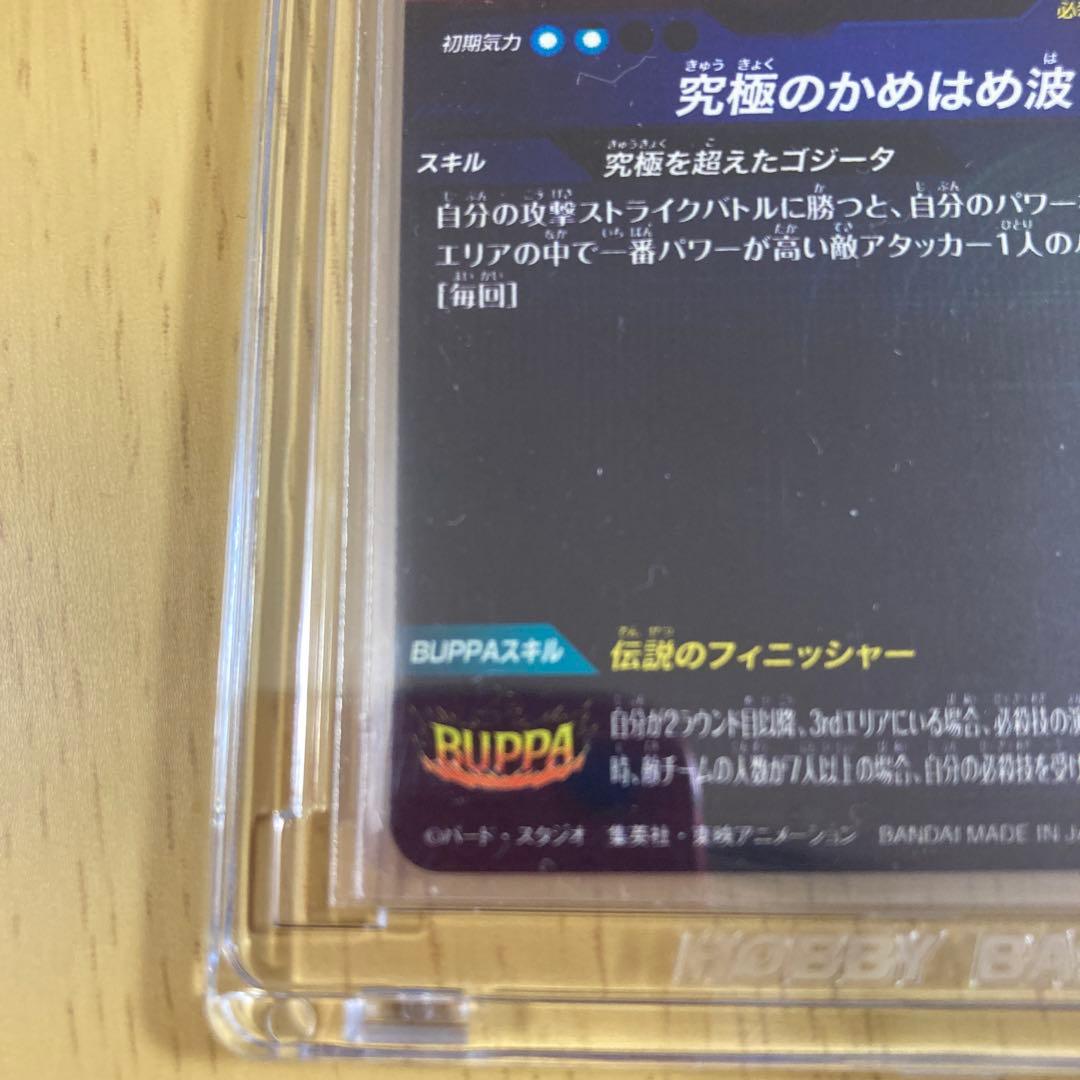 必
初期気力
究極のかめはめ波
スキル 究極を超えたゴジータ
自分の攻撃ストライクバトルに勝つと、自分のパワー
エリアの中で一番パワーが高い敵アタッカー1人の
[毎回]
BUPPAスキル 伝説のフィニッシャー
BUPPA
自分が2ラウンド目以降、3rdエリアにいる場合、必殺技の
時、敵チームの人数が7人以上の場合、自分の必殺技を受け
©バード・スタジオ 集英社・東映アニメーション BANDAI MADE IN J
HOBBY BA